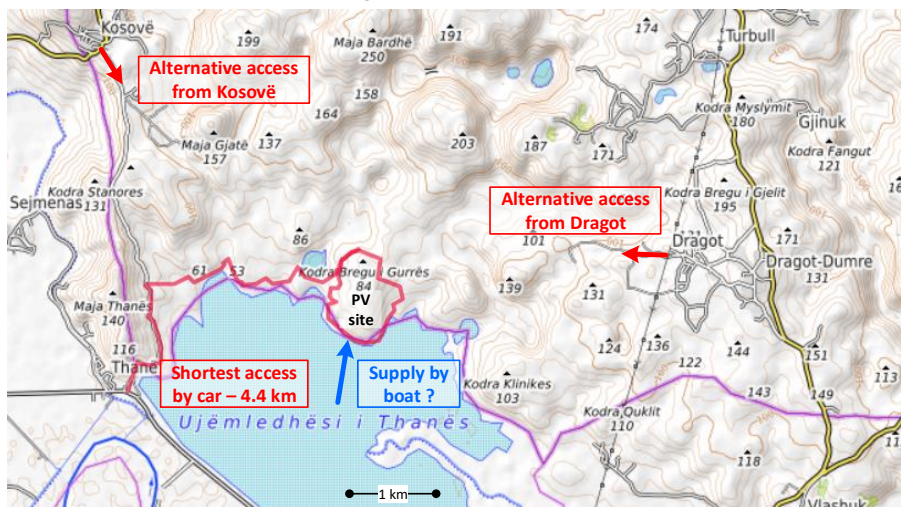 Kosovë
199
Maja Bardhë
250
191
174
Turbull
Alternative access
from Kosovë
158
164
Kodra Myslymit
180
Gjinuk
Maja Gjatë
157
137
203
187
171
Kodra Fangut
121
Kodra Stanores
131
Sejmenas
Alternative access
from Dragot
Kodra Bregu i Gjelit
195
86
101
Dragot
171
Dragot-Dumre
131
61
53
Kodra Bregu i Gurrës
84
PV
site
139
131
Maja Thanës
140
116
Thanë
124
136
144
151
122
113
Shortest access
by car – 4.4 km
Supply by
boat ?
Kodra Klinikes
103
143
149
Ujëmledhësi i Thanës
Kodra Quklit
110
118
1 km
Vlashuk